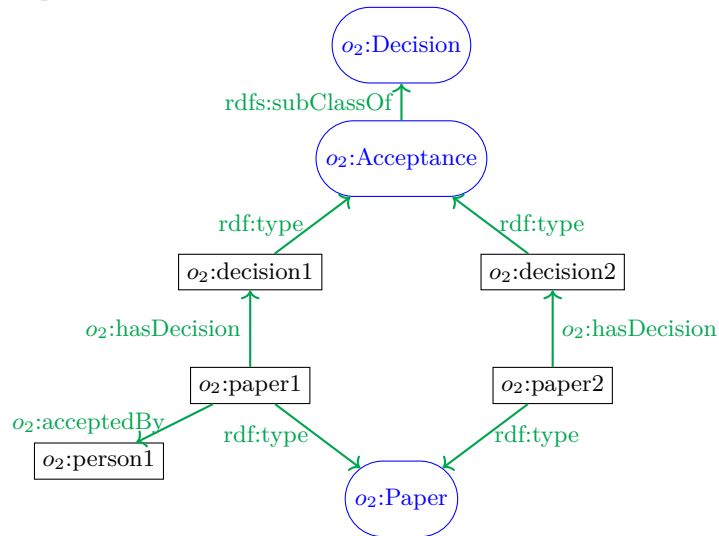 o₂:Decision
rdfs:subClassOf
o₂:Acceptance
rdf:type rdf:type
o₂:decision1 o₂:decision2
o₂:hasDecision o₂:hasDecision
o₂:paper1 o₂:paper2
o₂:acceptedBy
rdf:type rdf:type
o₂:person1
o₂:Paper